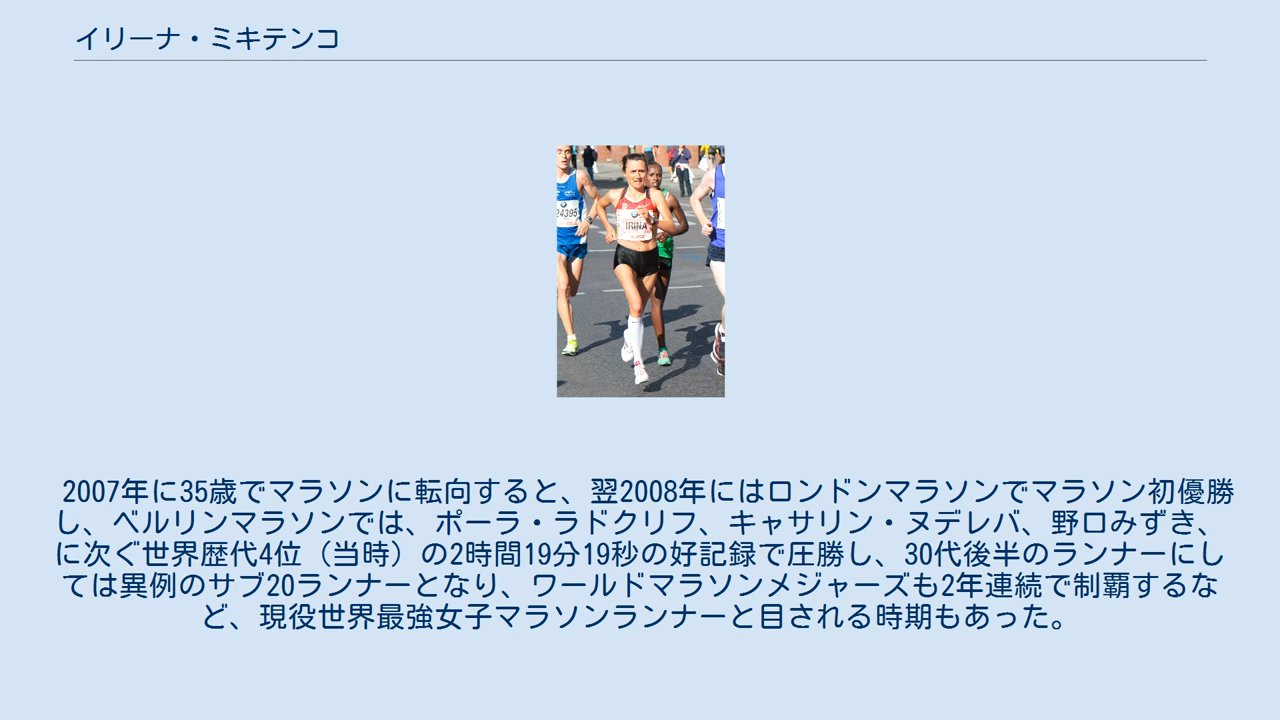 イリーナ・ミキテンコ
24395
IRINA
2007年に35歳でマラソンに転向すると、翌2008年にはロンドンマラソンでマラソン初優勝
し、ベルリンマラソンでは、ポーラ・ラドクリフ、キャサリン・ヌデレバ、野口みずき、
に次ぐ世界歴代4位（当時）の2時間19分19秒の好記録で圧勝し、30代後半のランナーにし
ては異例のサブ20ランナーとなり、ワールドマラソンメジャーズも2年連続で制覇するな
ど、現役世界最強女子マラソンランナーと目される時期もあった。